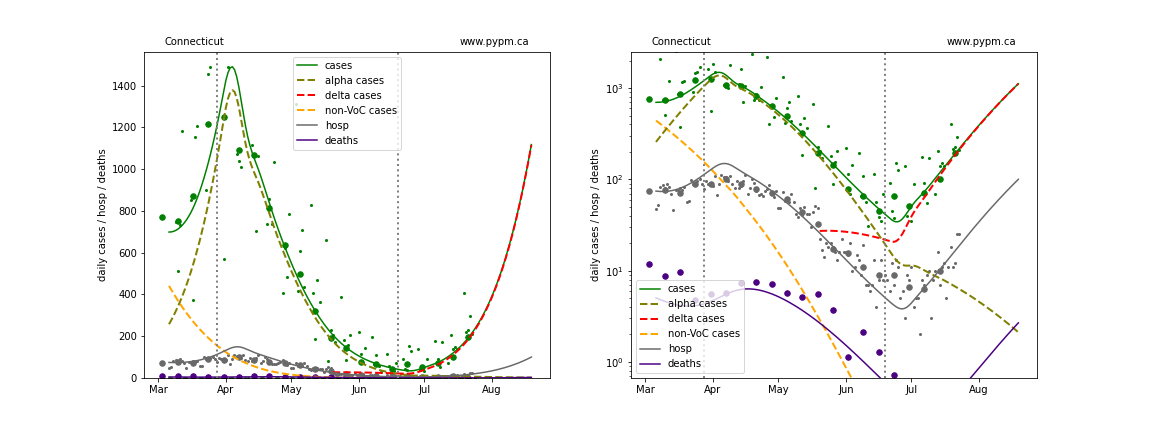 Connecticut www.pypm.ca
daily cases / hosp / deaths
1400
1200
1000
800
600
400
200
0
cases
alpha cases
delta cases
non-VoC cases
hosp
deaths
Mar Apr May Jun Jul Aug
Connecticut www.pypm.ca
daily cases / hosp / deaths
10³
10²
10¹
10⁰
cases
alpha cases
delta cases
non-VoC cases
hosp
deaths
Mar Apr May Jun Jul Aug